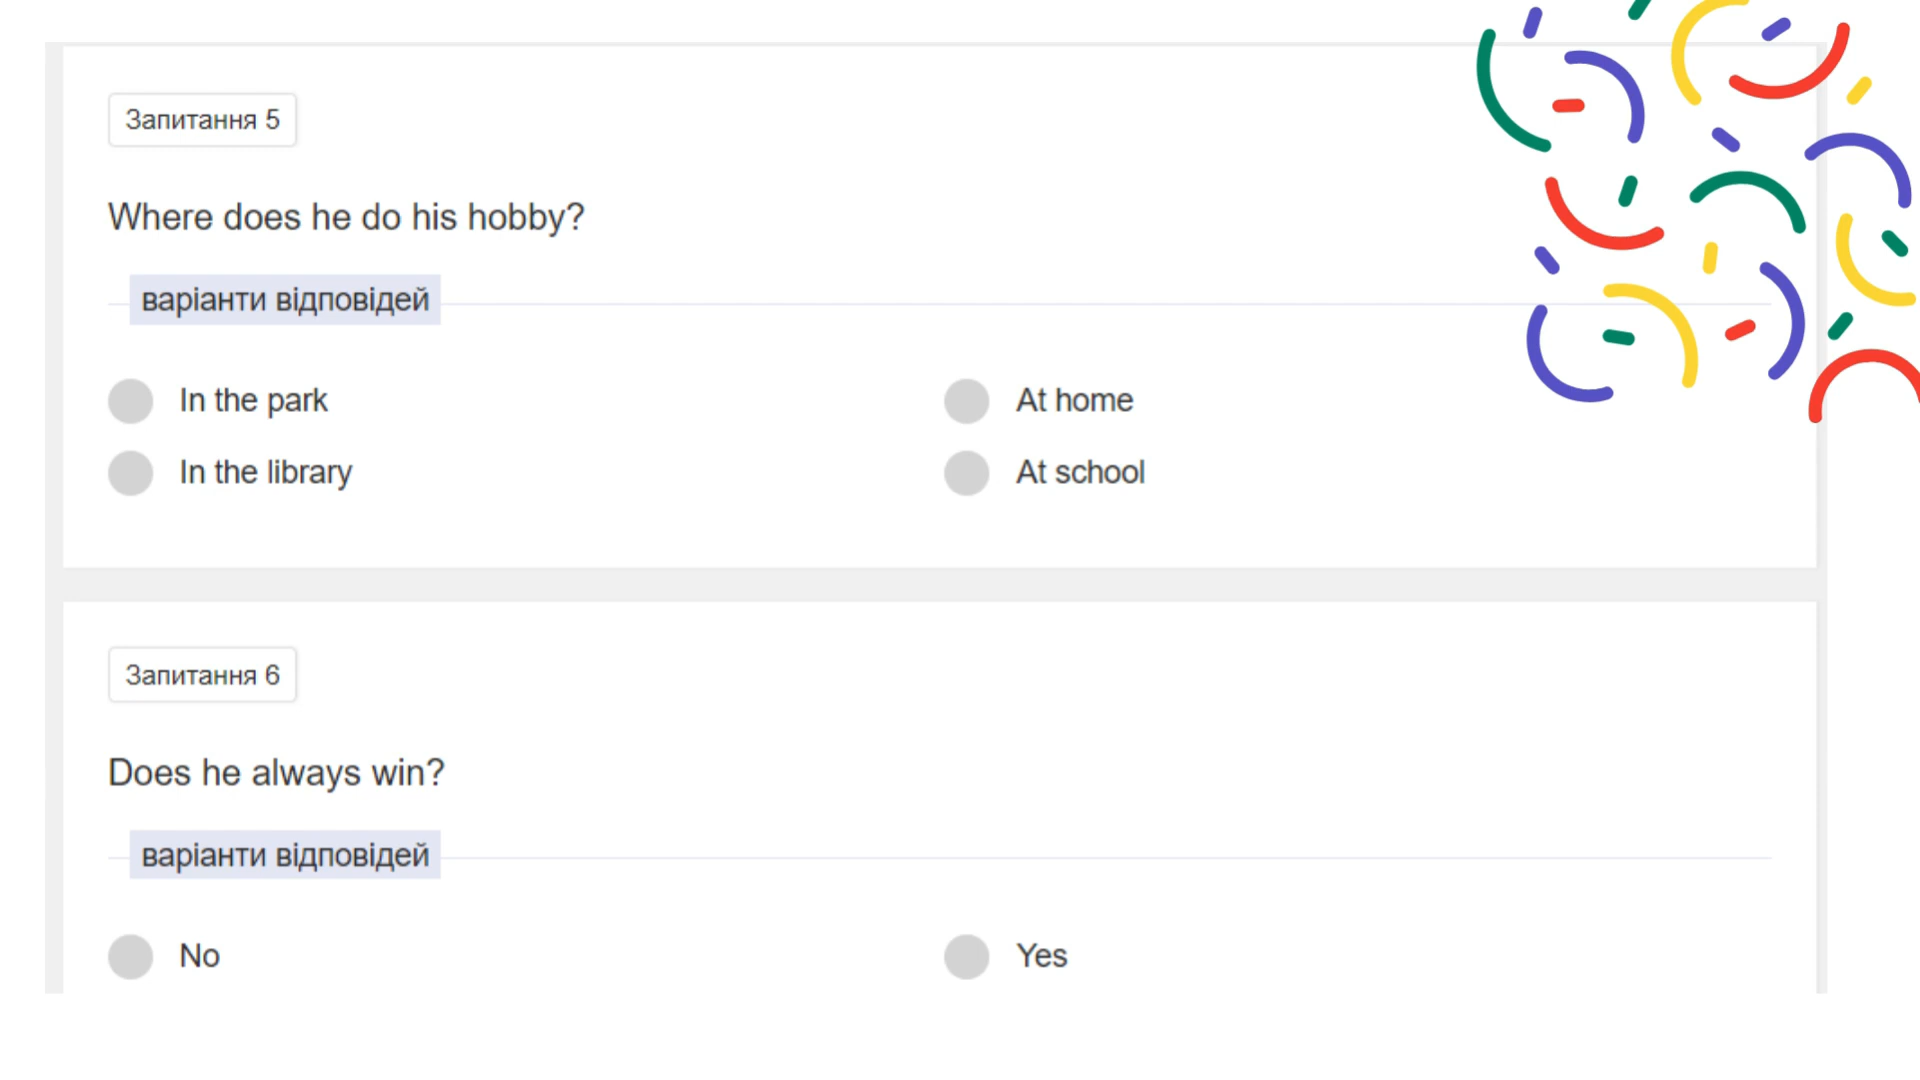 Запитання 5
Where does he do his hobby?
варіанти відповідей
In the park
At home
In the library
At school
Запитання 6
Does he always win?
варіанти відповідей
No
Yes